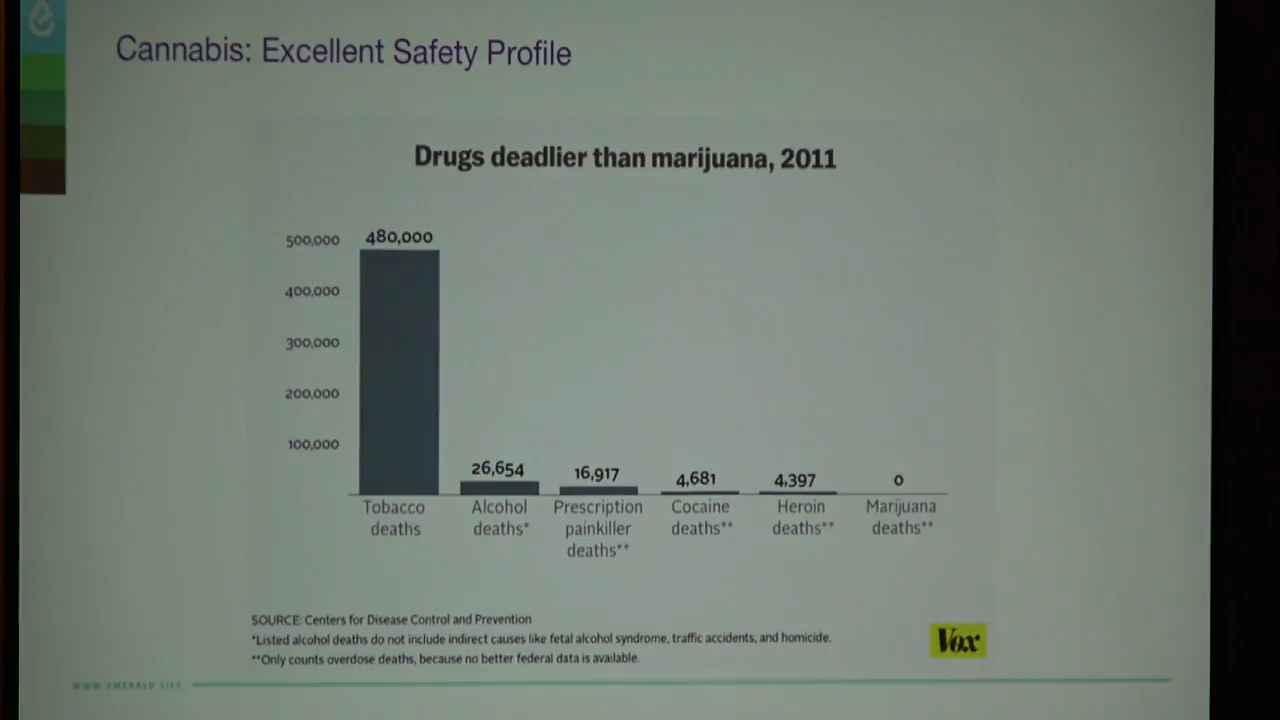 Cannabis: Excellent Safety Profile
Drugs deadlier than marijuana, 2011
500,000
400,000
300,000
200,000
100,000
480,000
26,654
16,917
4,681
4,397
0
Tobacco
deaths
Alcohol
deaths*
Prescription
painkiller
deaths**
Cocaine
deaths**
Heroin
deaths**
Marijuana
deaths**
SOURCE: Centers for Disease Control and Prevention
*Listed alcohol deaths do not include indirect causes like fetal alcohol syndrome, traffic accidents, and homicide.
**Only counts overdose deaths, because no better federal data is available.
Vox
WWW.EMERALD.LIFE